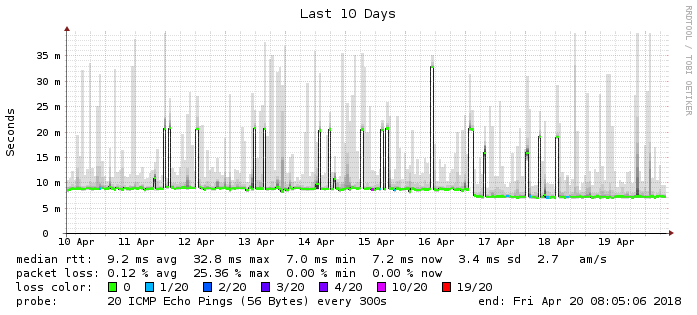 Last 10 Days
RRDTOOL / TOBI OETIKER
Seconds
35 m
30 m
25 m
20 m
15 m
10 m
5 m
0
10 Apr 11 Apr 12 Apr 13 Apr 14 Apr 15 Apr 16 Apr 17 Apr 18 Apr 19 Apr
median rtt: 9.2 ms avg 32.8 ms max 7.0 ms min 7.2 ms now 3.4 ms sd 2.7 am/s
packet loss: 0.12 % avg 25.36 % max 0.00 % min 0.00 % now
loss color: 0 1/20 2/20 3/20 4/20 10/20 19/20
probe: 20 ICMP Echo Pings (56 Bytes) every 300s end: Fri Apr 20 08:05:06 2018